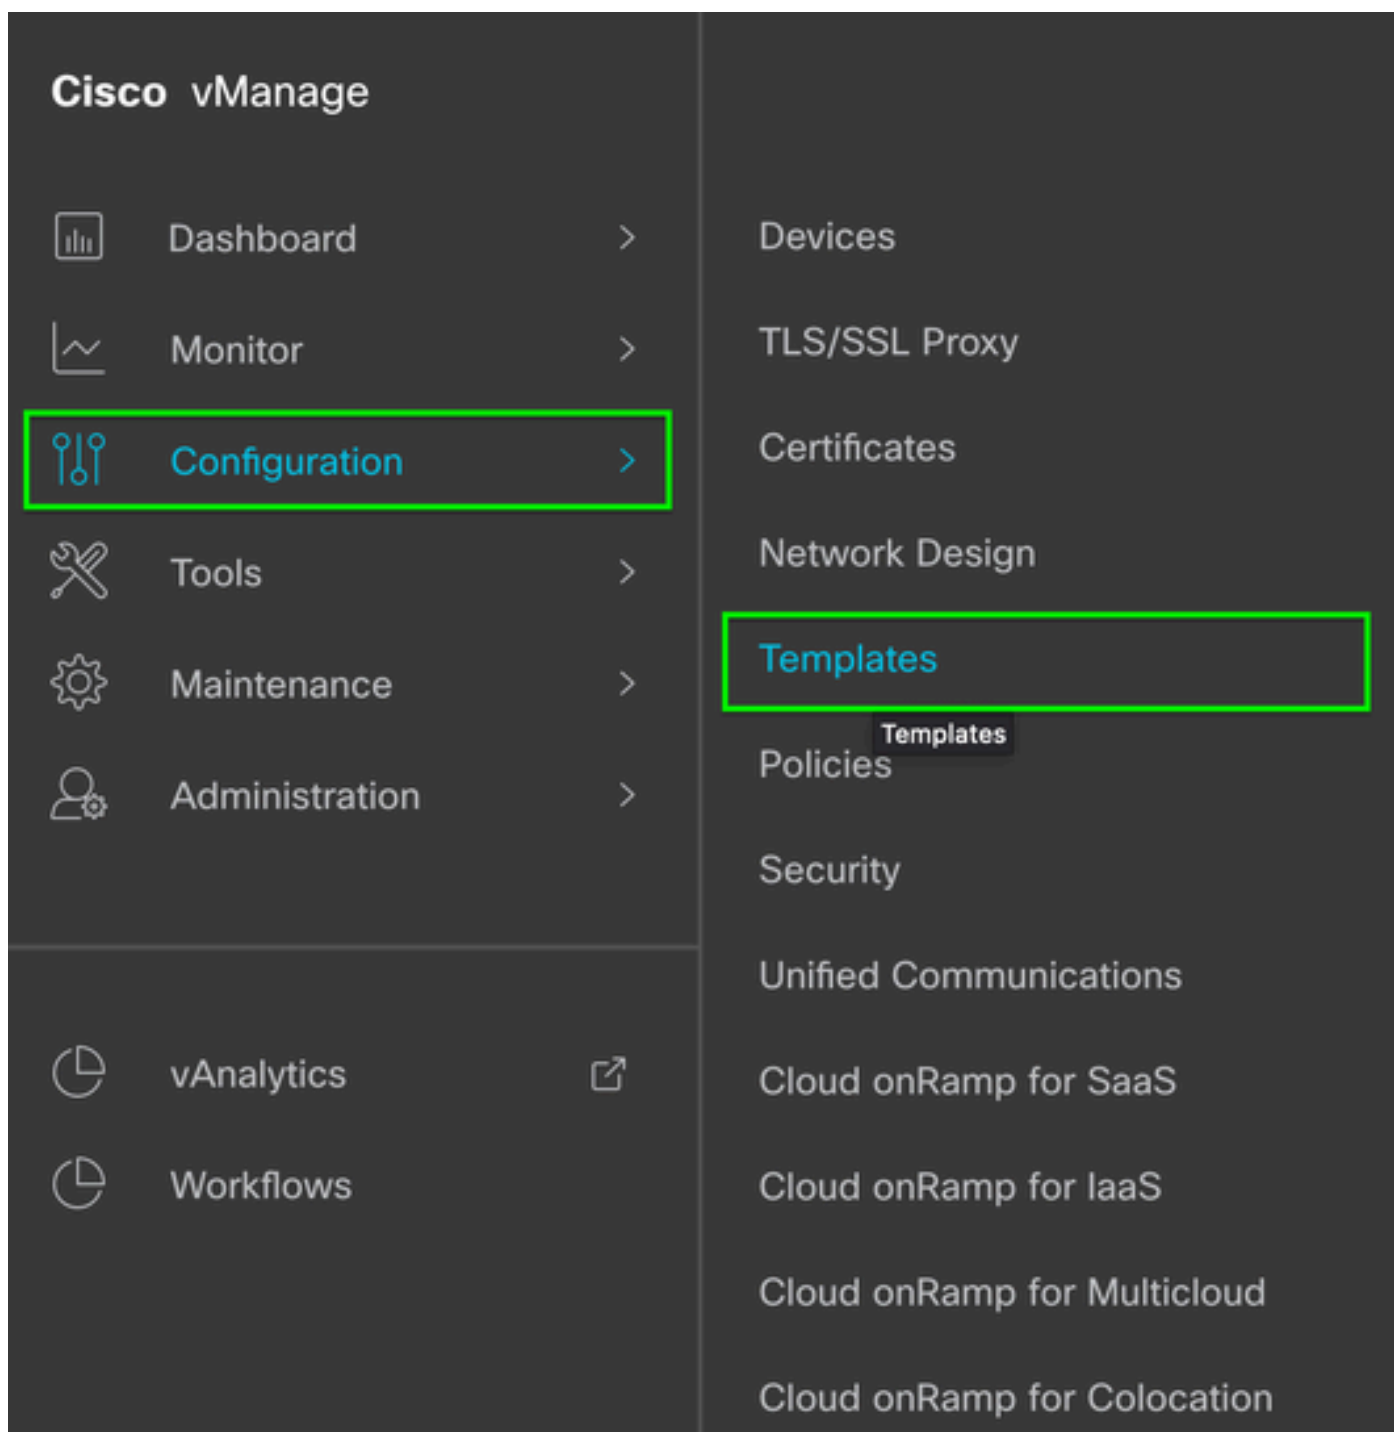 Cisco vManage
Dashboard
Monitor
Configuration
Tools
Maintenance
Administration
vAnalytics
Workflows
Devices
TLS/SSL Proxy
Certificates
Network Design
Templates
Templates
Policies
Security
Unified Communications
Cloud onRamp for SaaS
Cloud onRamp for IaaS
Cloud onRamp for Multicloud
Cloud onRamp for Colocation